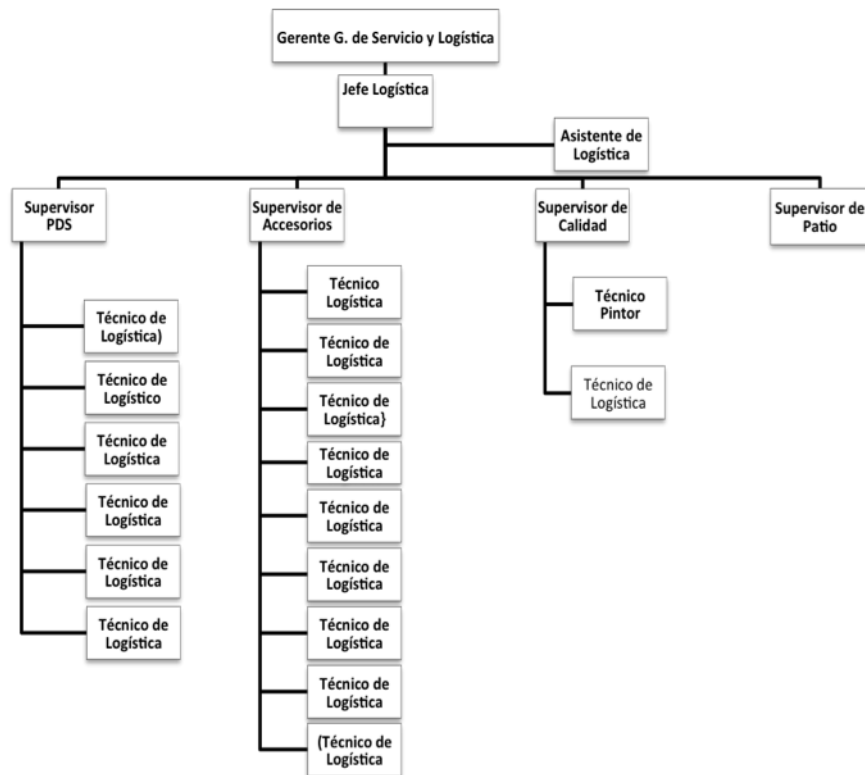 Gerente G. de Servicio y Logística
Jefe Logística
Asistente de
Logística
Supervisor
PDS
Supervisor de
Accesorios
Supervisor de
Calidad
Supervisor de
Patio
Técnico de
Logística)
Técnico de
Logístico
Técnico de
Logística
Técnico de
Logística
Técnico de
Logística
Técnico de
Logística
Técnico
Logística
Técnico de
Logística
Técnico de
Logística}
Técnico de
Logística
Técnico de
Logística
Técnico de
Logística
Técnico de
Logística
Técnico de
Logística
(Técnico de
Logística
Técnico
Pintor
Técnico de
Logística